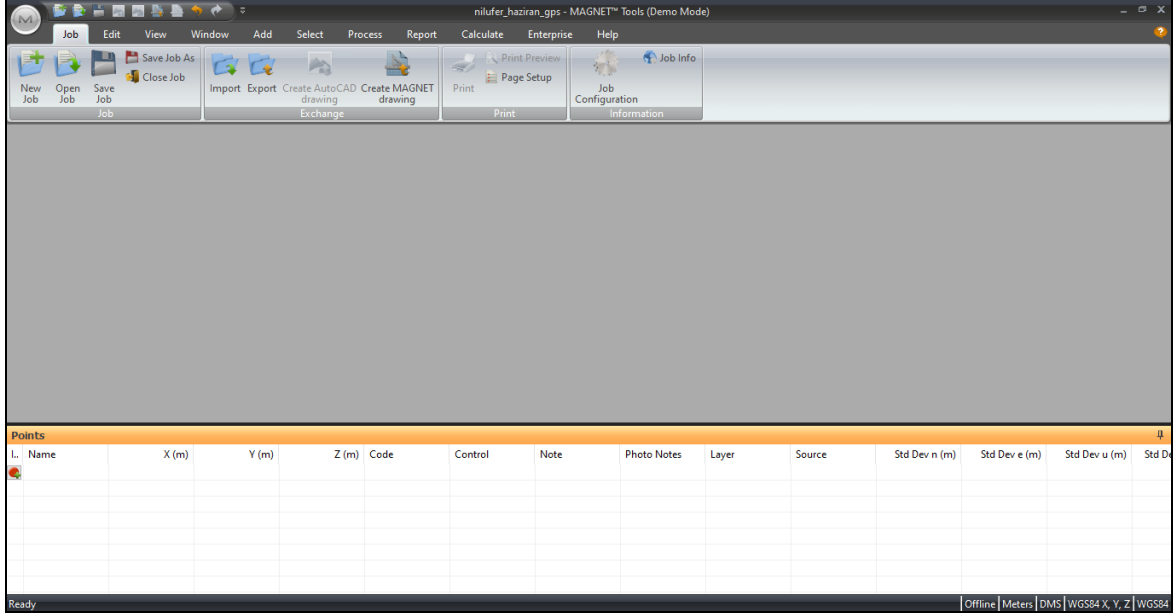 nilufer_haziran_gps - MAGNET™ Tools (Demo Mode)
Job Edit View Window Add Select Process Report Calculate Enterprise Help
New Job
Open Job
Save Job
Save Job As
Close Job
Job
Import
Export
Create AutoCAD drawing
Create MAGNET drawing
Exchange
Print
Print Preview
Page Setup
Print
Job Configuration
Job Info
Information
Points
I.. Name X (m) Y (m) Z (m) Code Control Note Photo Notes Layer Source Std Dev n (m) Std Dev e (m) Std Dev u (m) Std De
Ready
Offline Meters DMS WGS84 X, Y, Z WGS84